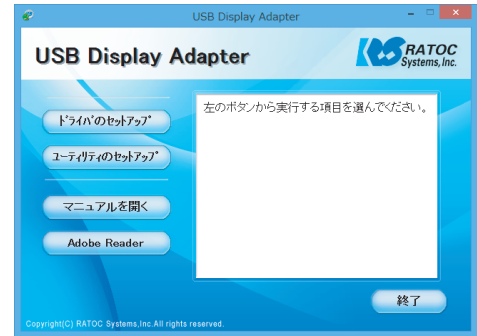 USB Display Adapter
USB Display Adapter
RATOC
Systems, Inc.
ドライバのセットアップ
左のボタンから実行する項目を選んでください。
ユーティリティのセットアップ
マニュアルを開く
Adobe Reader
終了
Copyright(C) RATOC Systems,Inc.All rights reserved.